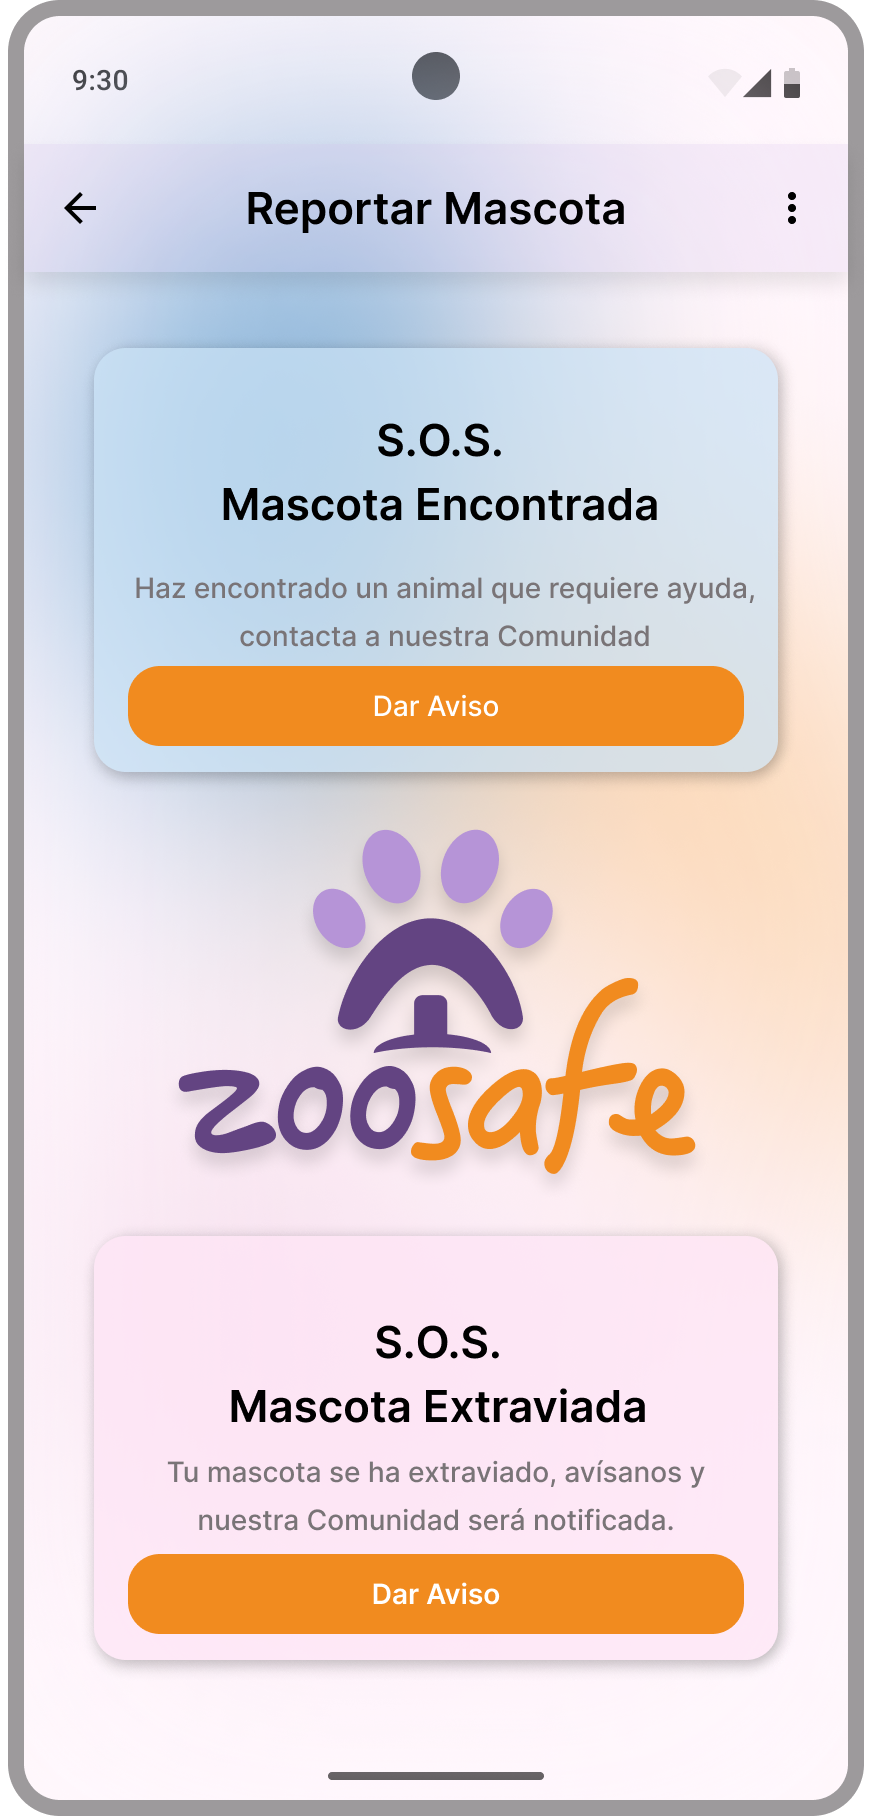 9:30
Reportar Mascota
S.O.S.
Mascota Encontrada
Haz encontrado un animal que requiere ayuda,
contacta a nuestra Comunidad
Dar Aviso
zoosafe
S.O.S.
Mascota Extraviada
Tu mascota se ha extraviado, avísanos y
nuestra Comunidad será notificada.
Dar Aviso